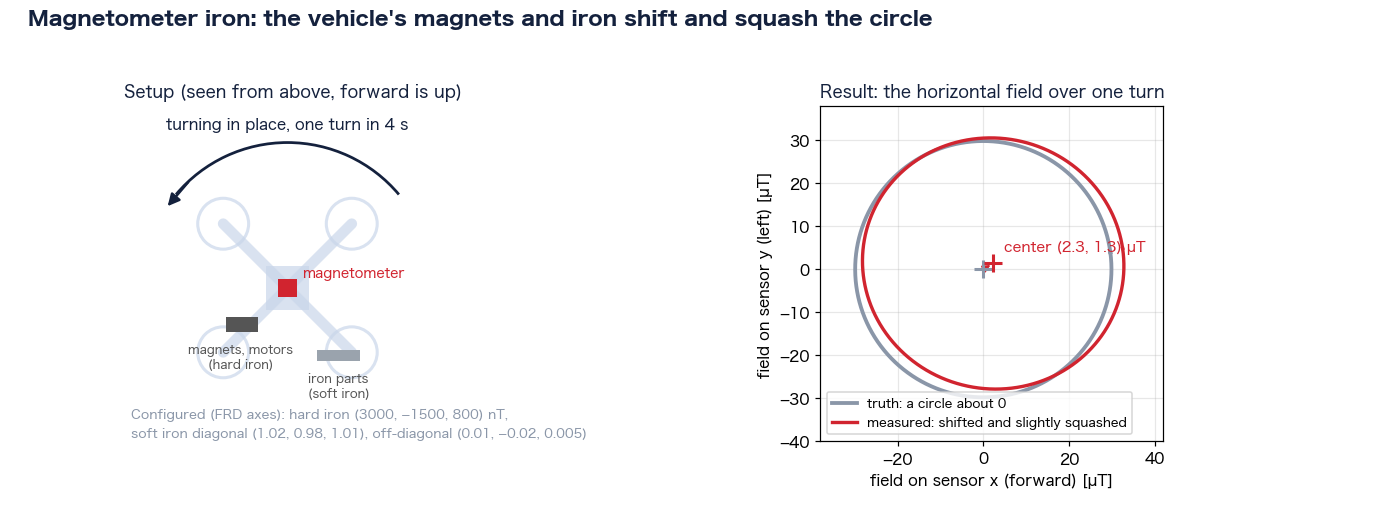 Magnetometer iron: the vehicle's magnets and iron shift and squash the circle
Setup (seen from above, forward is up)
turning in place, one turn in 4 s
magnetometer
magnets, motors
(hard iron)
iron parts
(soft iron)
Configured (FRD axes): hard iron (3000, −1500, 800) nT,
soft iron diagonal (1.02, 0.98, 1.01), off-diagonal (0.01, −0.02, 0.005)
Result: the horizontal field over one turn
field on sensor y (left) [μT]
30
20
10
0
−10
−20
−30
−40
center (2.3, 1.3) μT
truth: a circle about 0
measured: shifted and slightly squashed
−20
0
20
40
field on sensor x (forward) [μT]